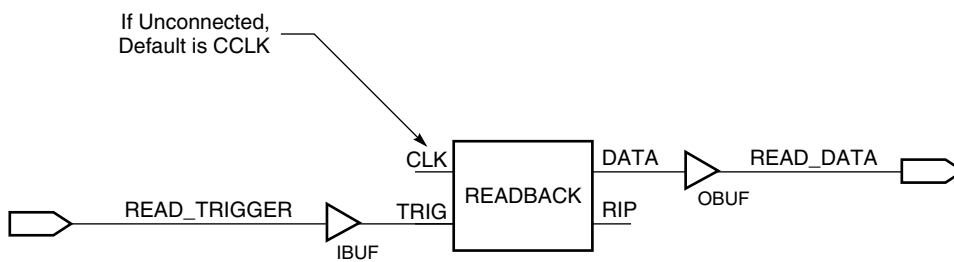 If Unconnected,
Default is CCLK
CLK
DATA
READ_DATA
READBACK
OBUF
READ_TRIGGER
TRIG
RIP
IBUF